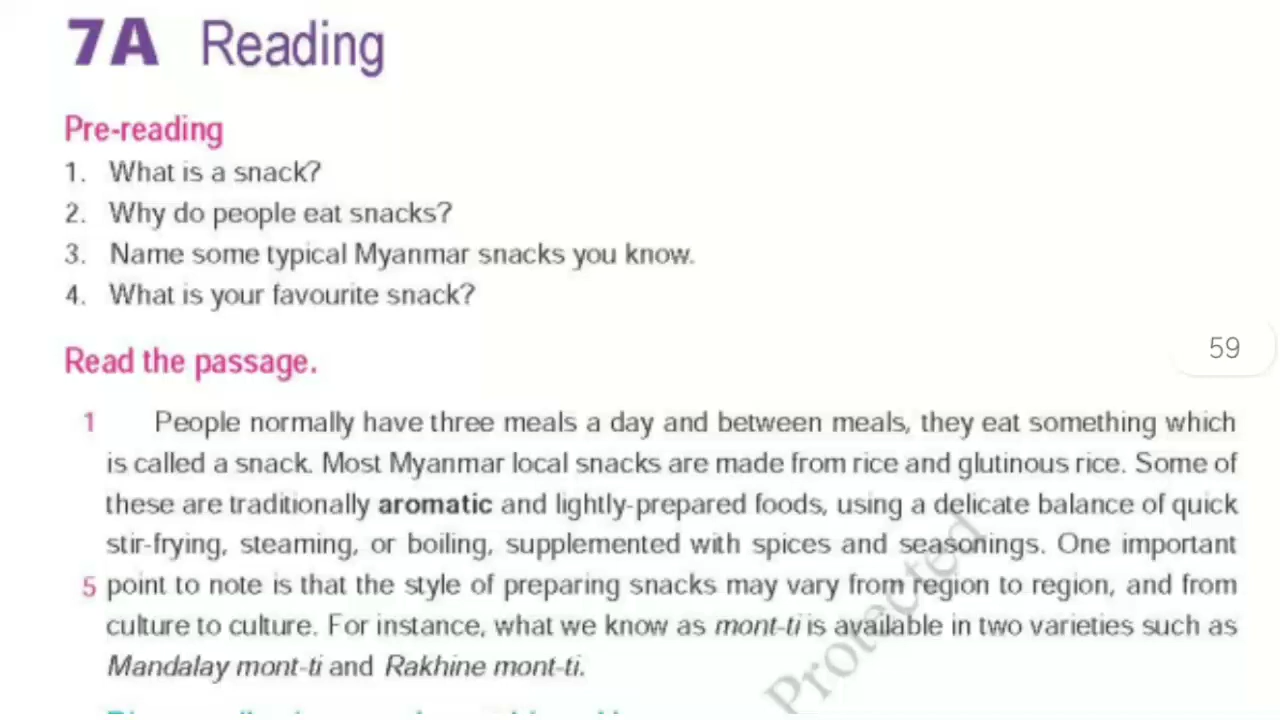 7A Reading
Pre-reading
1. What is a snack?
2. Why do people eat snacks?
3. Name some typical Myanmar snacks you know.
4. What is your favourite snack?
59
Read the passage.
1 People normally have three meals a day and between meals, they eat something which
is called a snack. Most Myanmar local snacks are made from rice and glutinous rice. Some of
these are traditionally aromatic and lightly-prepared foods, using a delicate balance of quick
stir-frying, steaming, or boiling, supplemented with spices and seasonings. One important
5 point to note is that the style of preparing snacks may vary from region to region, and from
culture to culture. For instance, what we know as mont-ti is available in two varieties such as
Mandalay mont-ti and Rakhine mont-ti.
Protected